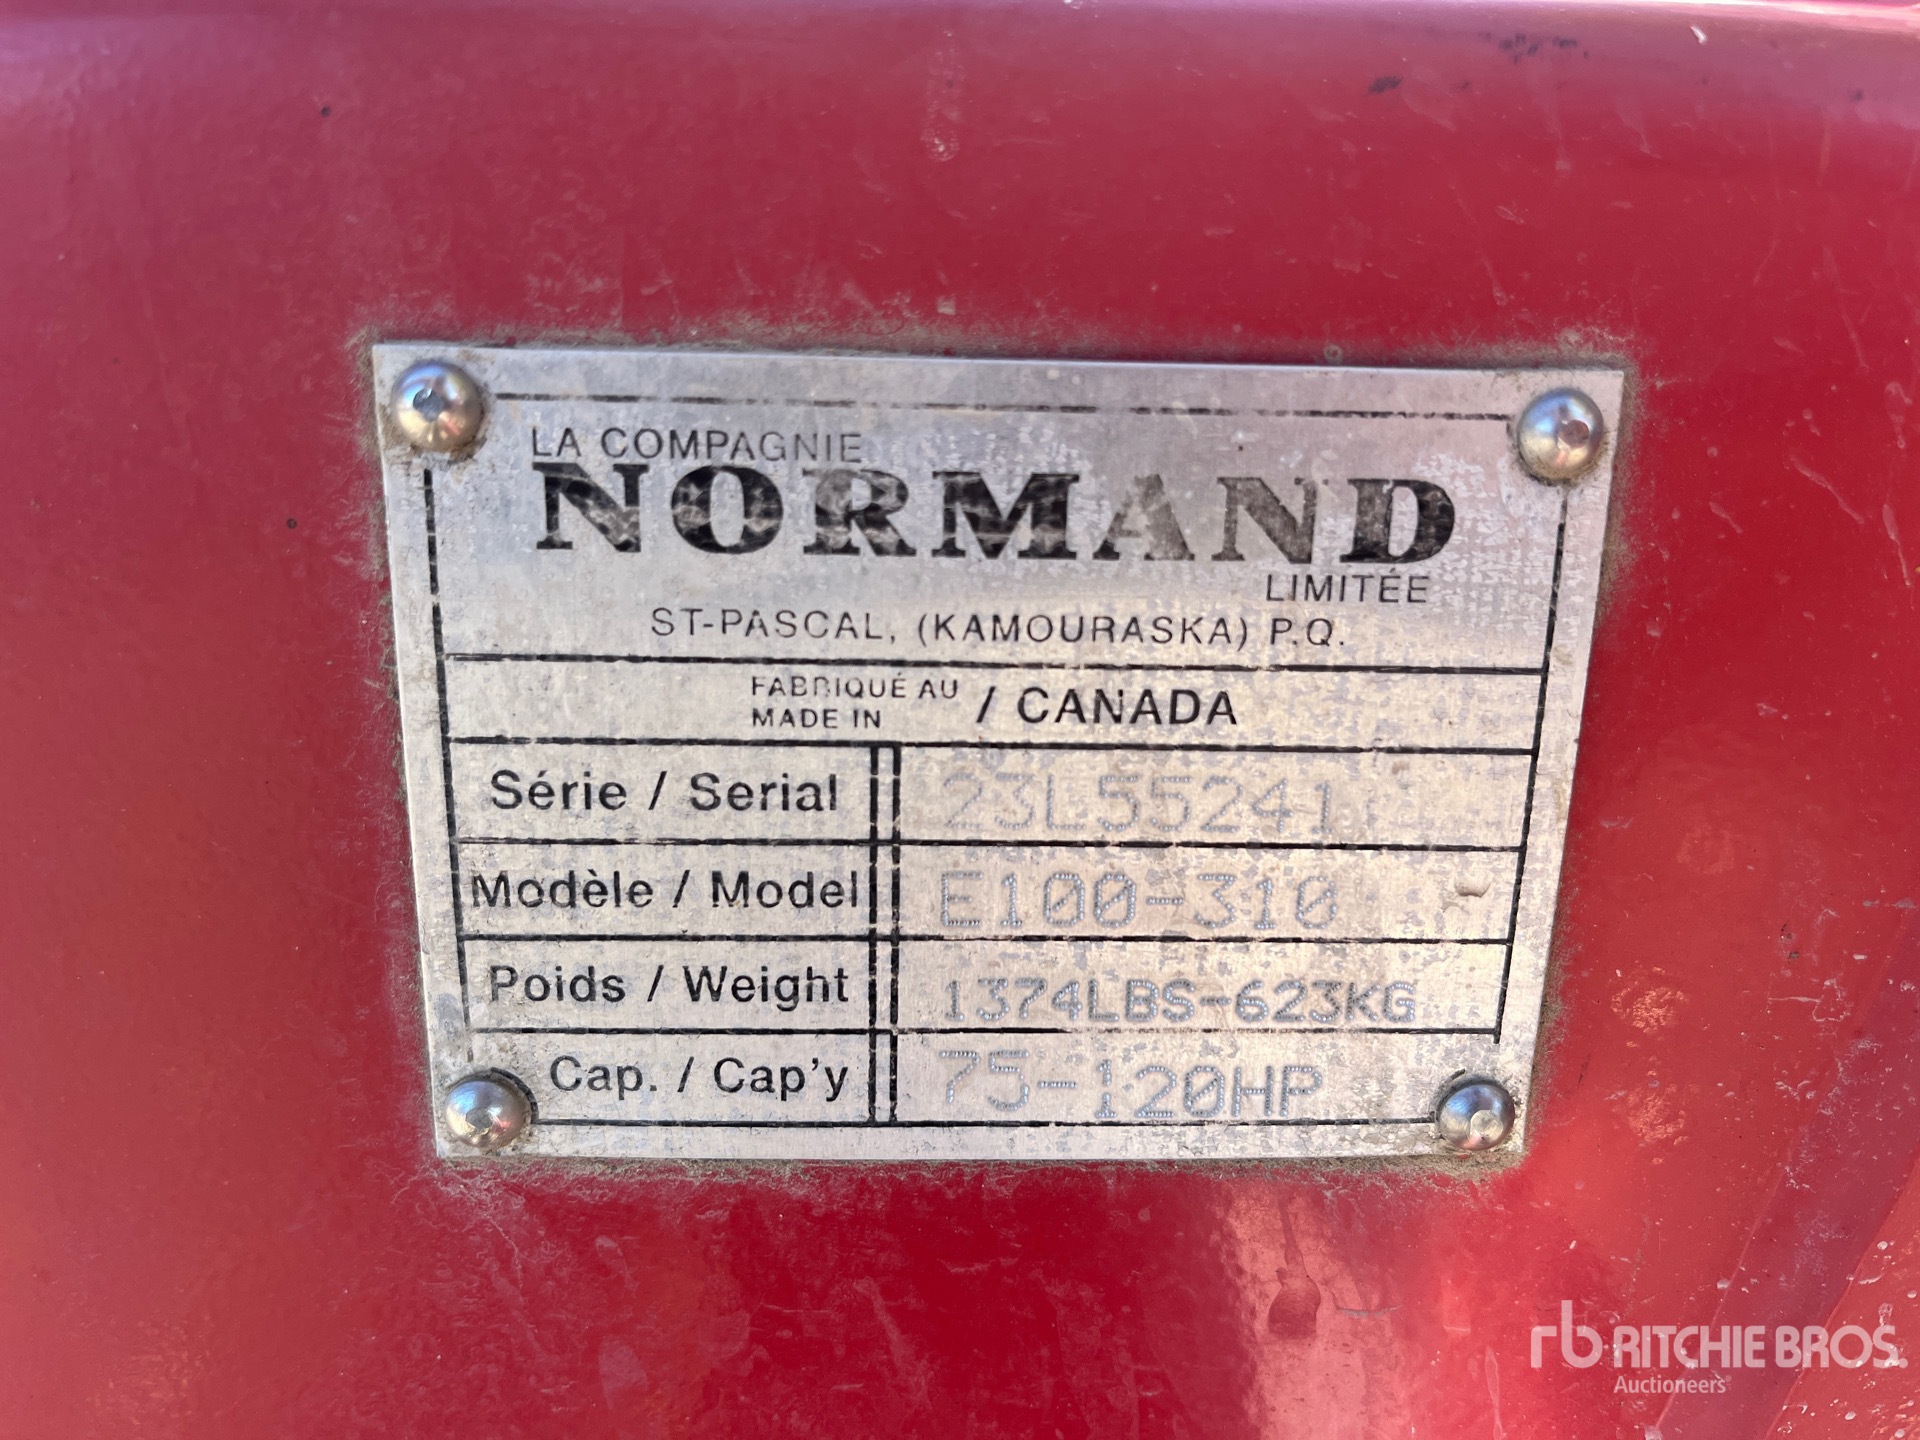 LA COMPAGNIE
NORMAND
LIMITÉE
ST-PASCAL, (KAMOURASKA) P.Q.
FABRIQUÉ AU
MADE IN / CANADA
Série / Serial 23L55241
Modèle / Model E100-310
Poids / Weight 1374LBS-623KG
Cap. / Cap'y 75-120HP
rb RITCHIE BROS.
Auctioneers